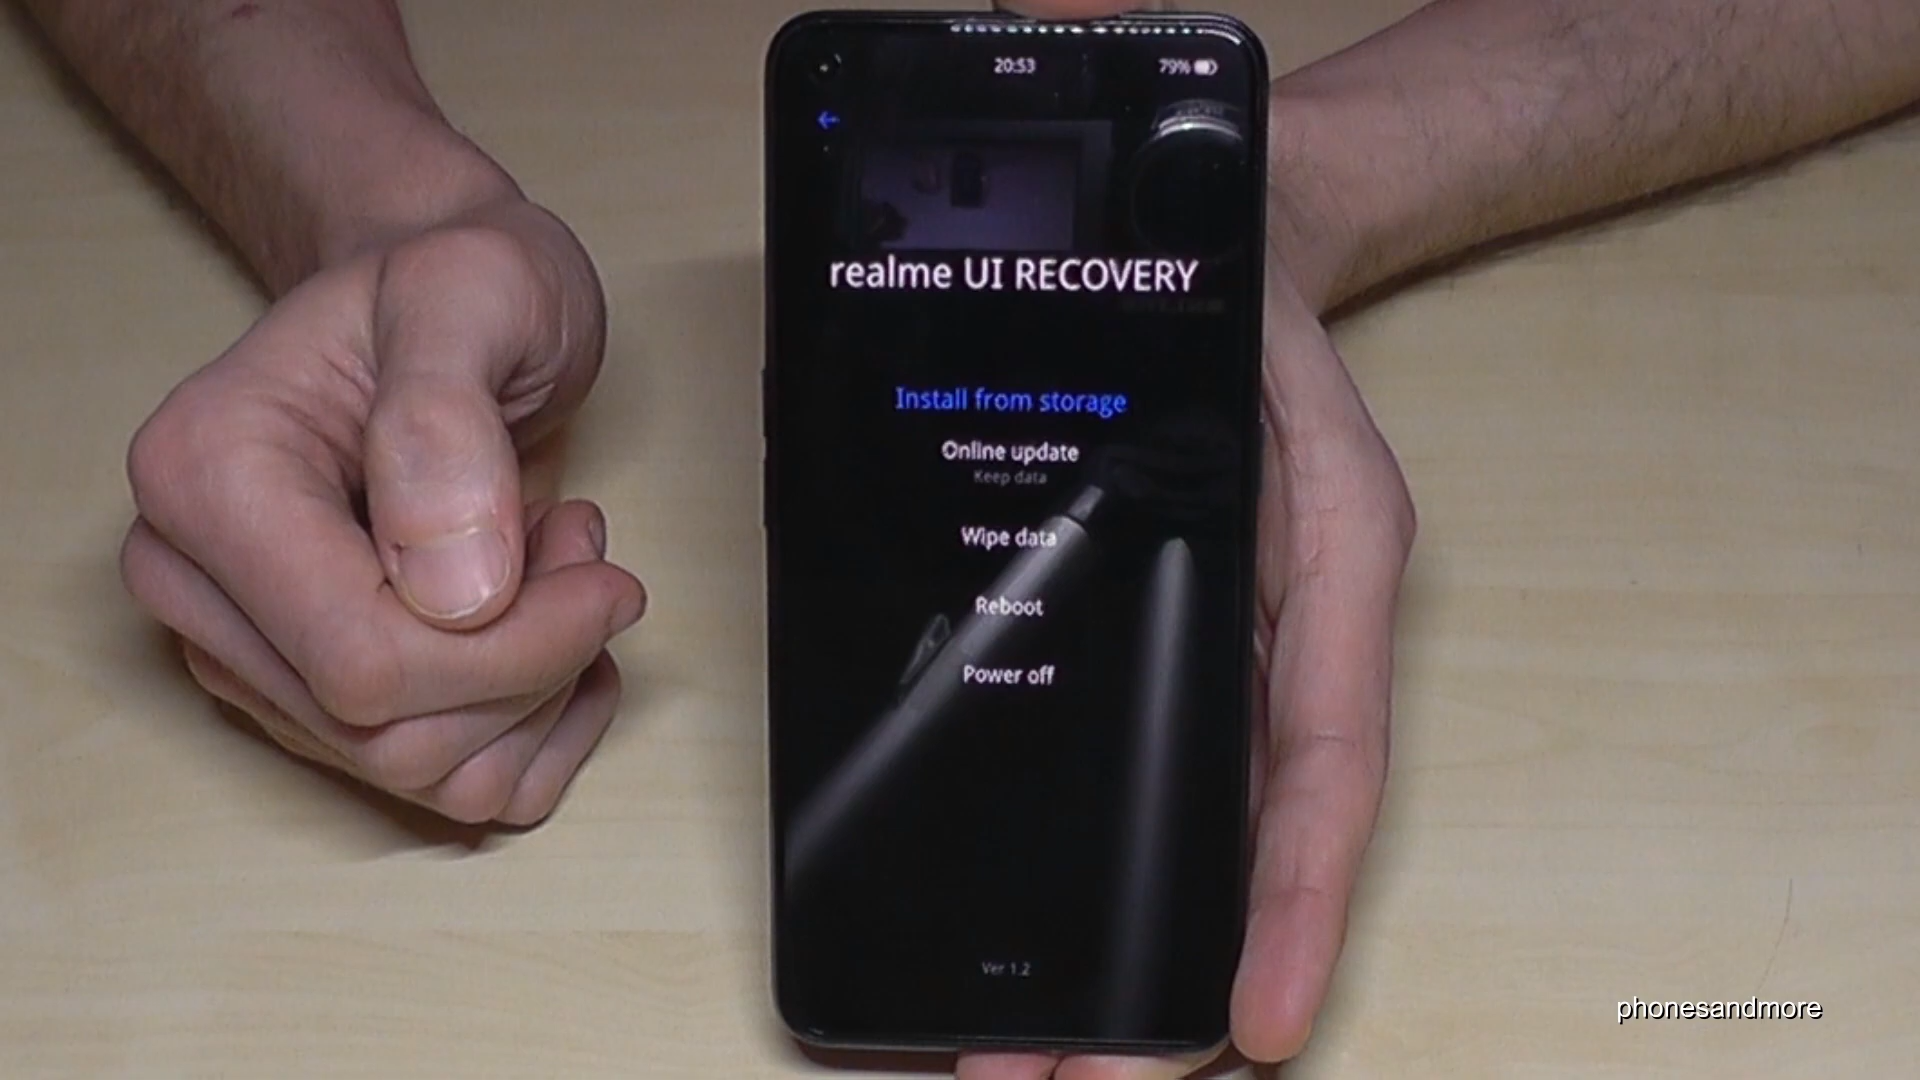 20:53 79%
realme UI RECOVERY
Install from storage
Online update
Keep data
Wipe data
Reboot
Power off
Ver 1.2
phonesandmore